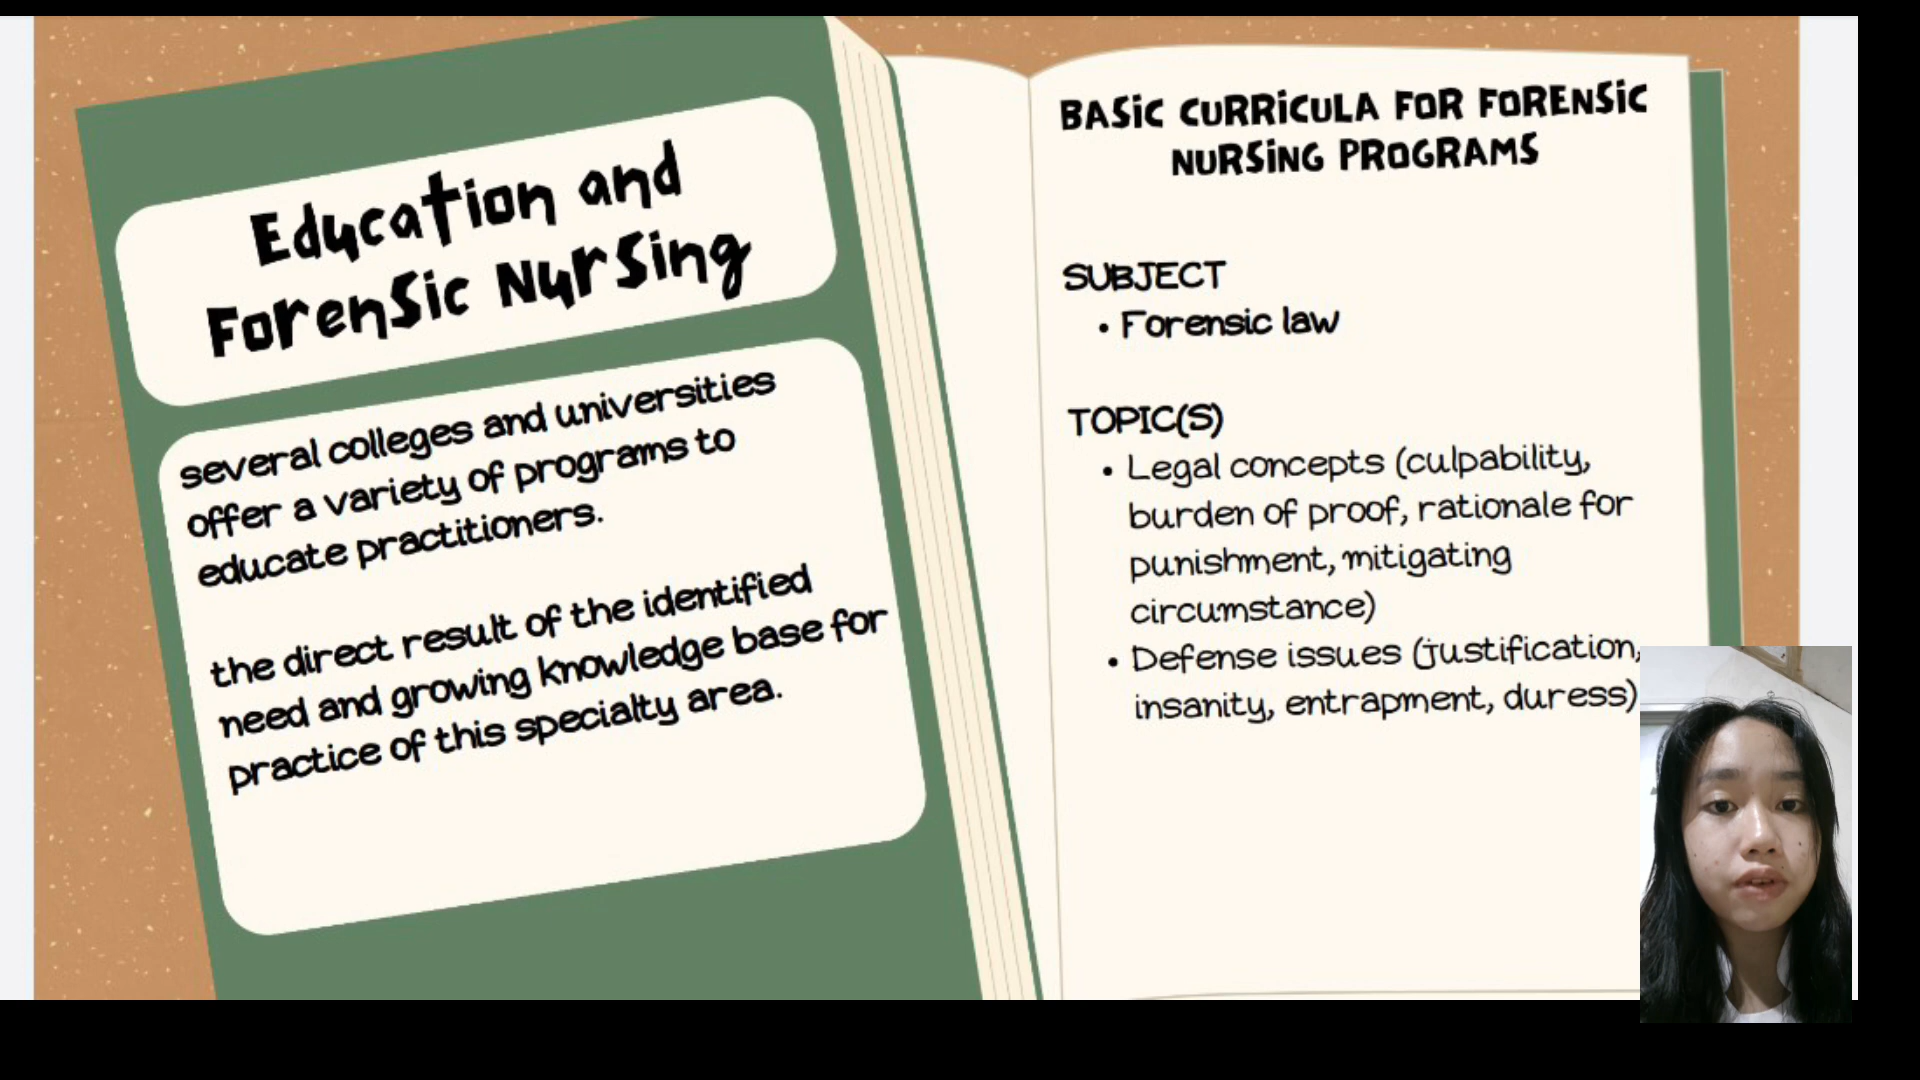 Education and
Forensic Nursing
several colleges and universities
offer a variety of programs to
educate practitioners.
the direct result of the identified
need and growing knowledge base for
practice of this specialty area.
BASIC CURRICULA FOR FORENSIC
NURSING PROGRAMS
SUBJECT
• Forensic law
TOPIC(S)
• Legal concepts (culpability,
burden of proof, rationale for
punishment, mitigating
circumstance)
• Defense issues (justification,
insanity, entrapment, duress)